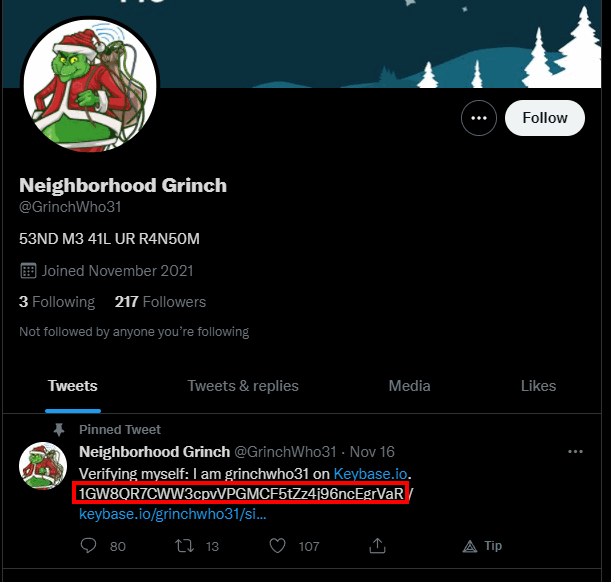 Follow
Neighborhood Grinch
@GrinchWho31
53ND M3 41L UR R4N50M
Joined November 2021
3 Following 217 Followers
Not followed by anyone you're following
Tweets Tweets & replies Media Likes
Pinned Tweet
Neighborhood Grinch @GrinchWho31 · Nov 16
Verifying myself: I am grinchwho31 on Keybase.io.
1GW8QR7CWW3cpvVPGMCF5tZz4j96ncEgrVaR /
keybase.io/grinchwho31/si...
80 13 107 Tip